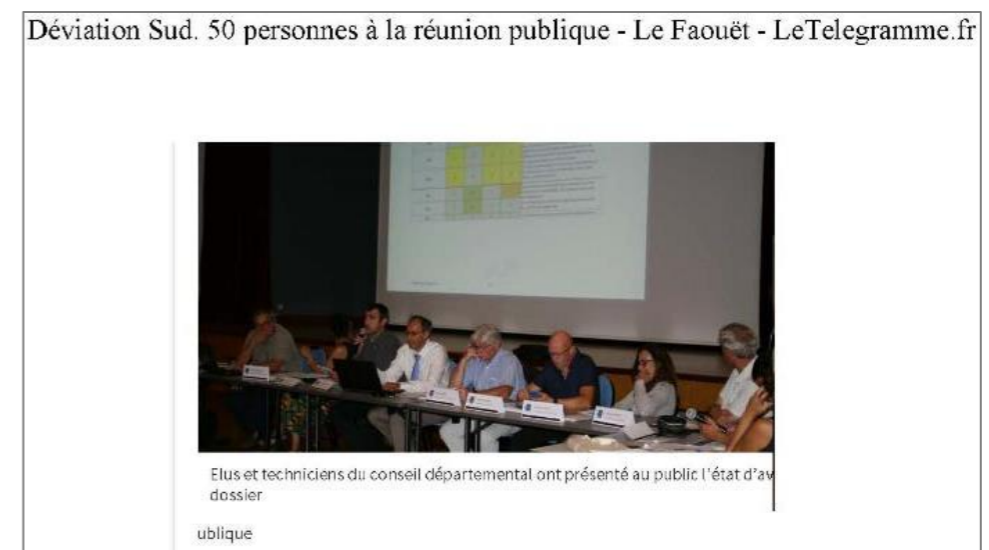 Déviation Sud. 50 personnes à la réunion publique - Le Faouët - LeTelegramme.fr
Elus et techniciens du conseil départemental ont présenté au public l'état d'av
dossier
ublique